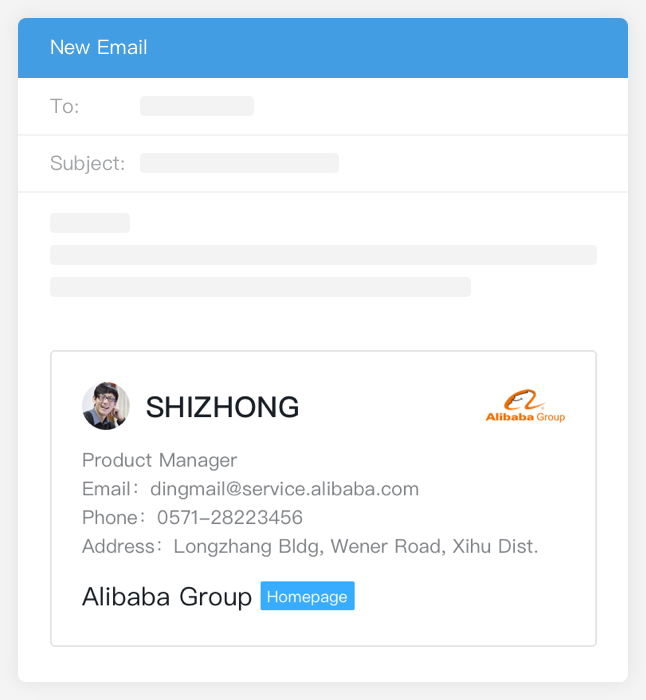 New Email
To:
Subject:
SHIZHONG
Alibaba Group
Product Manager
Email：dingmail@service.alibaba.com
Phone：0571-28223456
Address：Longzhang Bldg, Wener Road, Xihu Dist.
Alibaba Group Homepage